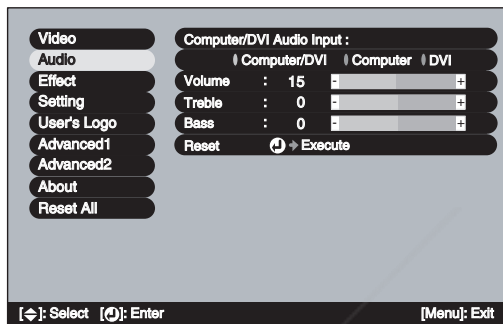 Video
Audio
Effect
Setting
User's Logo
Advanced1
Advanced2
About
Reset All
Computer/DVI Audio Input :
Computer/DVI Computer DVI
Volume : 15 - +
Treble : 0 - +
Bass : 0 - +
Reset Execute
[ ]: Select [ ]: Enter [Menu]: Exit